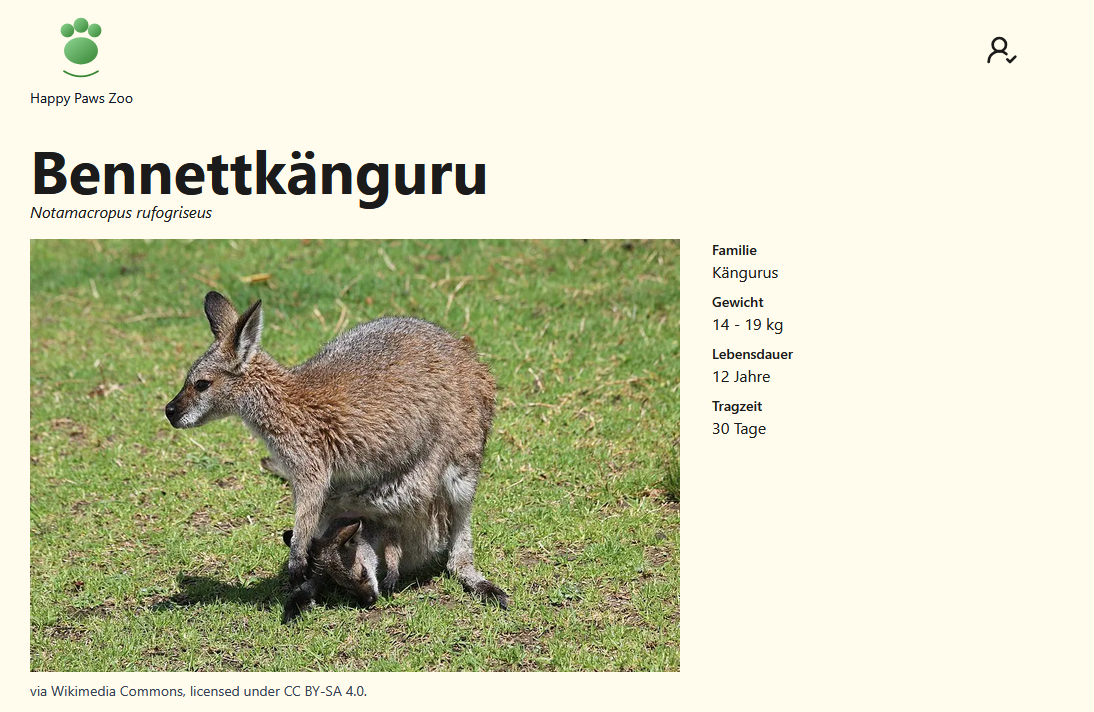 Happy Paws Zoo
Bennettkänguru
Notamacropus rufogriseus
Familie
Kängurus
Gewicht
14 - 19 kg
Lebensdauer
12 Jahre
Tragzeit
30 Tage
via Wikimedia Commons, licensed under CC BY-SA 4.0.